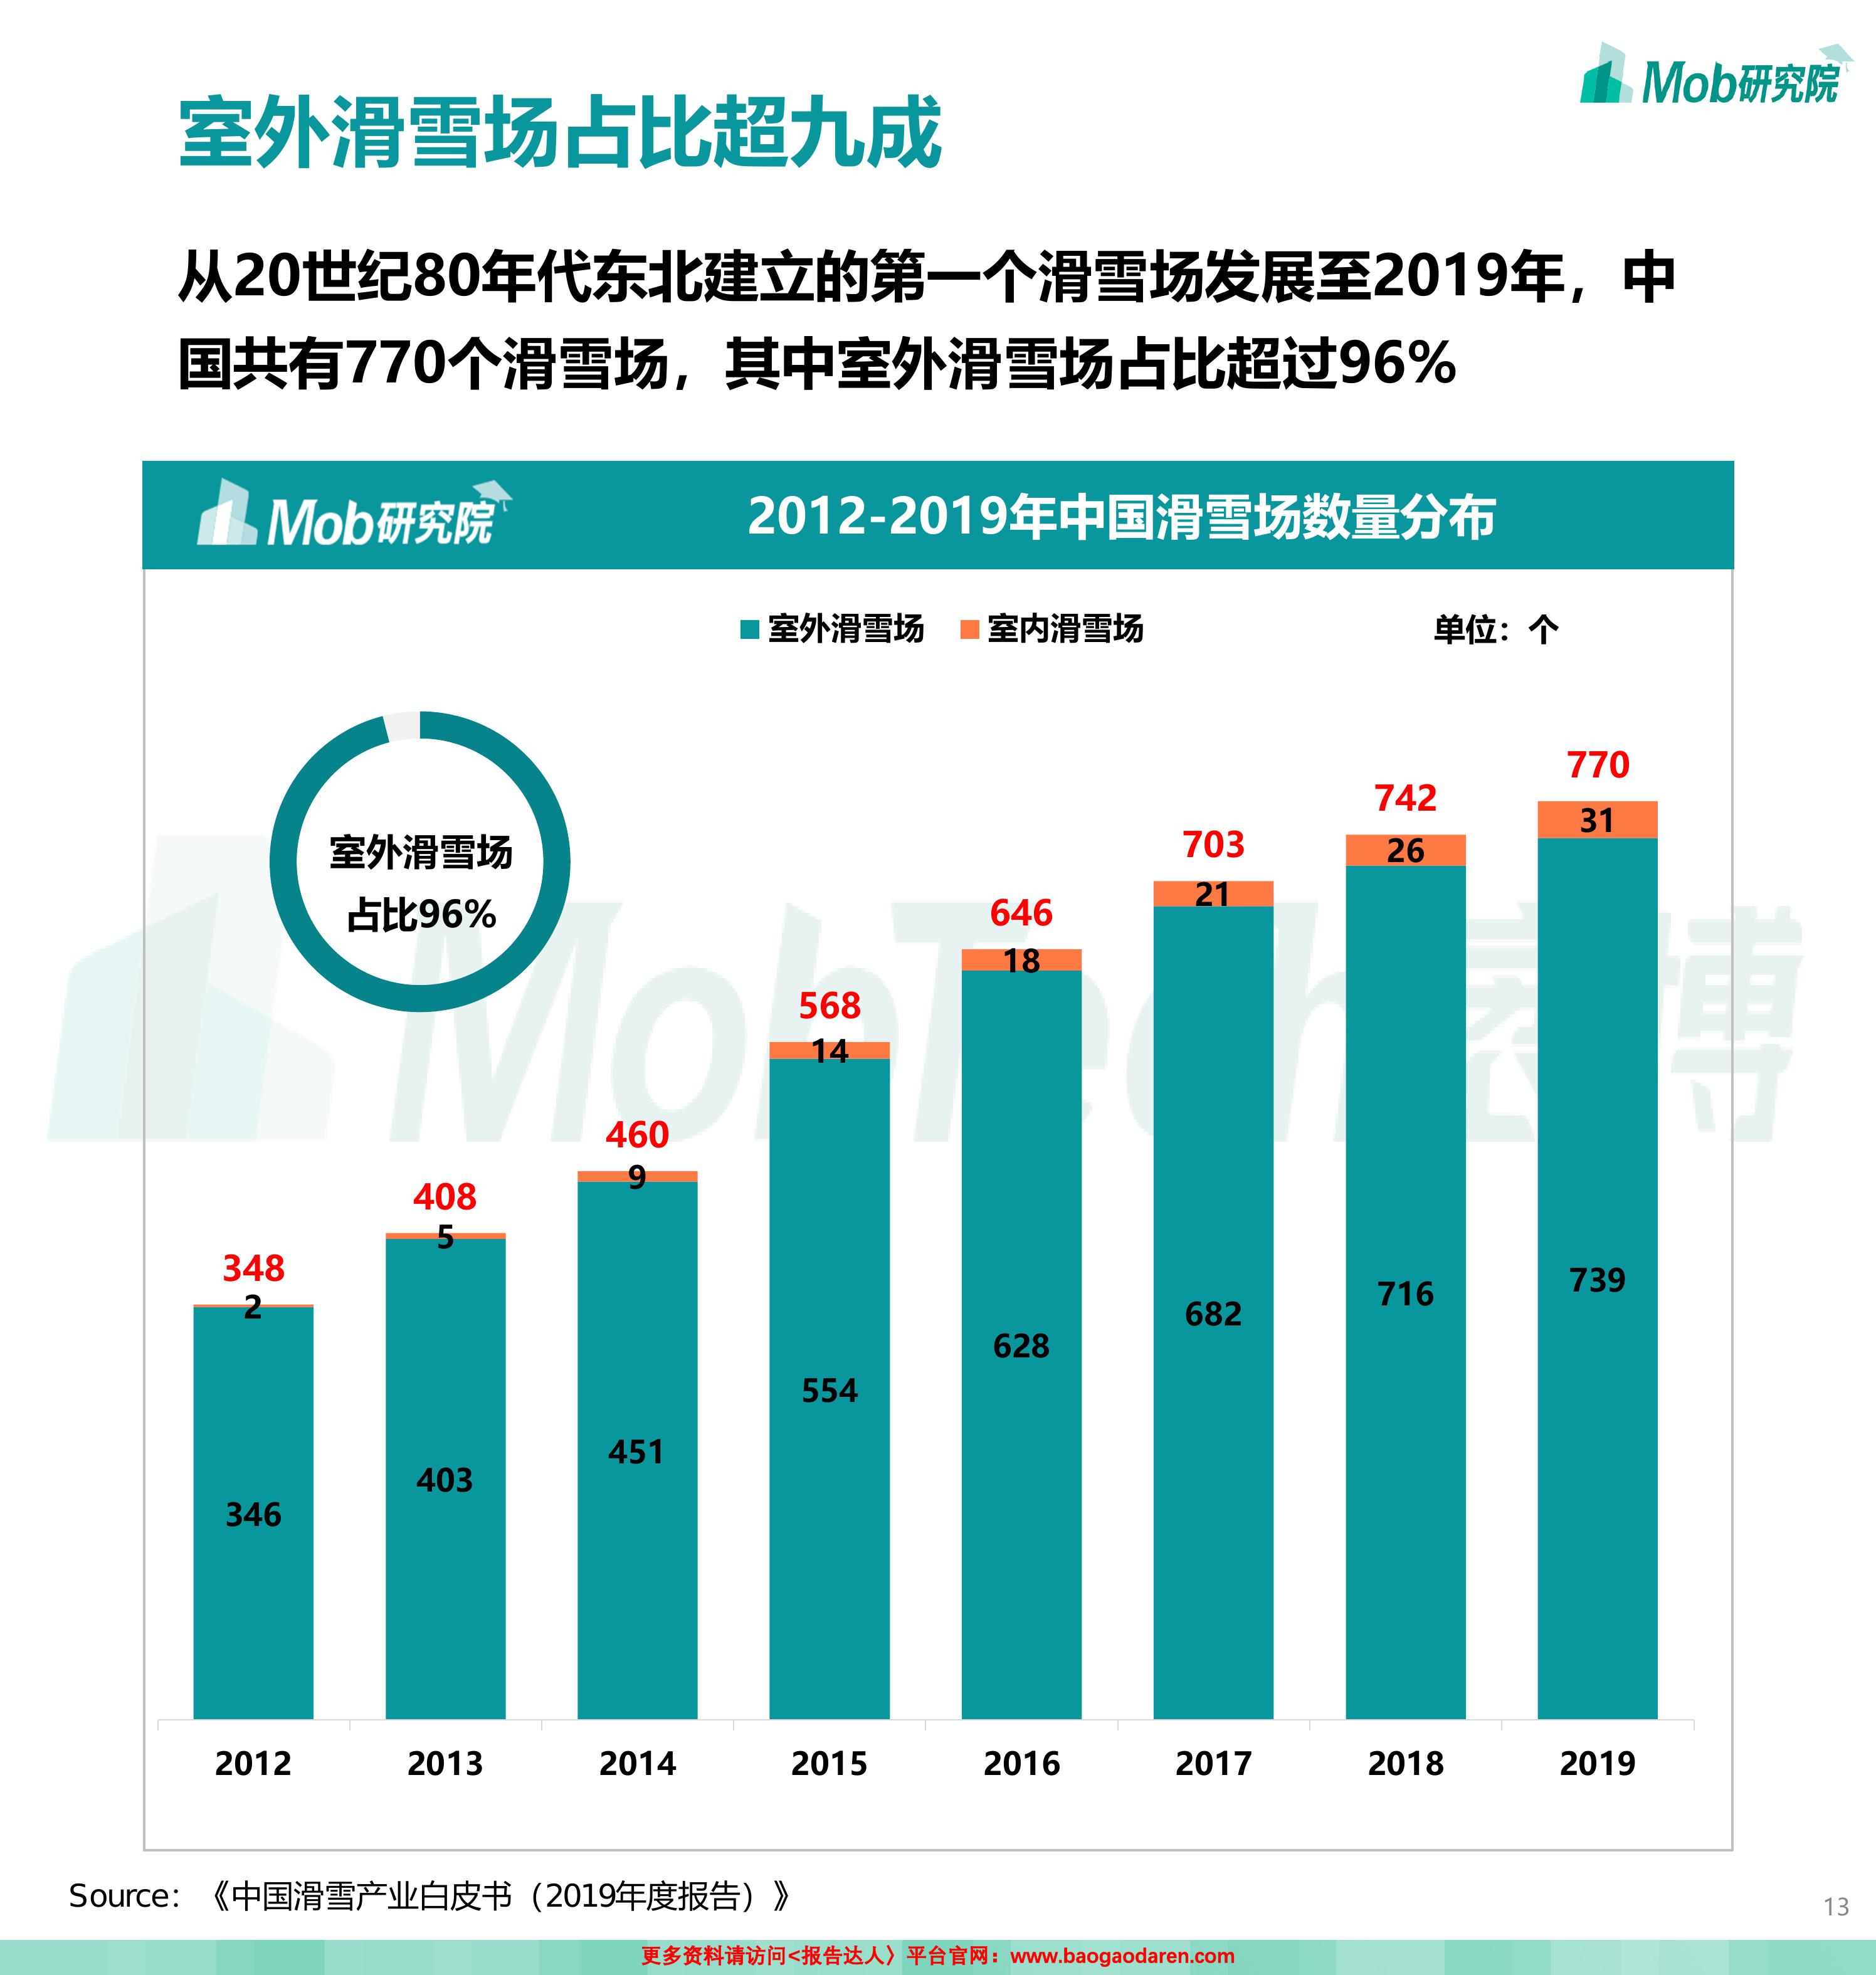 Mob研究院
室外滑雪场占比超九成
从20世纪80年代东北建立的第一个滑雪场发展至2019年，中
国共有770个滑雪场，其中室外滑雪场占比超过96%
Mob研究院
2012-2019年中国滑雪场数量分布
室外滑雪场 室内滑雪场 单位：个
室外滑雪场
占比96%
348 408 460 568 646 703 742 770
2 5 9 14 18 21 26 31
346 403 451 554 628 682 716 739
MobTech袤博
2012 2013 2014 2015 2016 2017 2018 2019
Source：《中国滑雪产业白皮书（2019年度报告）》
13
更多资料请访问<报告达人〉平台官网：www.baogaodaren.com